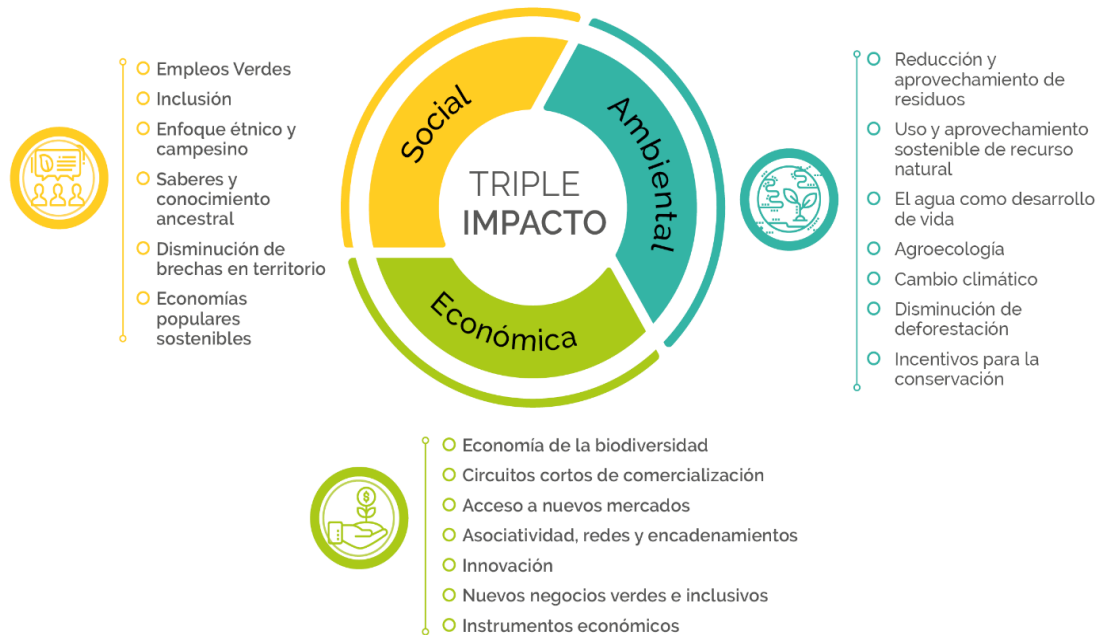 Social
Ambiental
Económica
TRIPLE
IMPACTO
Empleos Verdes
Inclusión
Enfoque étnico y
campesino
Saberes y
conocimiento
ancestral
Disminución de
brechas en territorio
Economías
populares
sostenibles
Reducción y
aprovechamiento de
residuos
Uso y aprovechamiento
sostenible de recurso
natural
El agua como desarrollo
de vida
Agroecología
Cambio climático
Disminución de
deforestación
Incentivos para la
conservación
Economía de la biodiversidad
Circuitos cortos de comercialización
Acceso a nuevos mercados
Asociatividad, redes y encadenamientos
Innovación
Nuevos negocios verdes e inclusivos
Instrumentos económicos
$